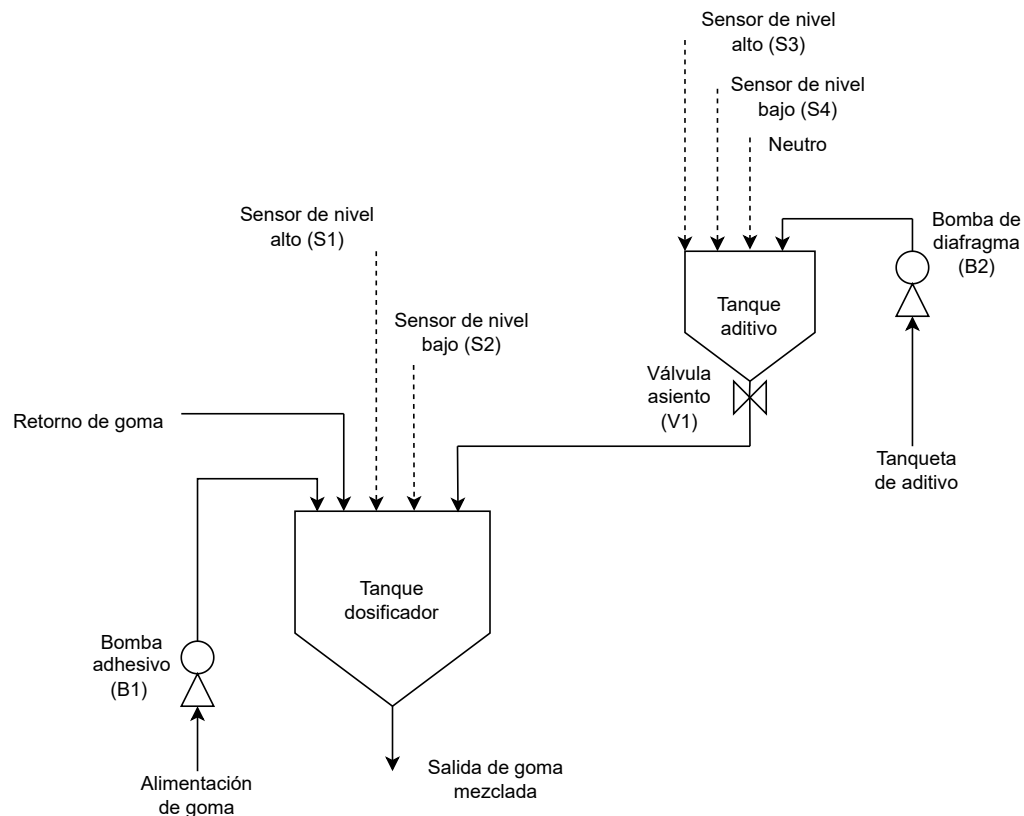 Sensor de nivel
alto (S3)
Sensor de nivel
bajo (S4)
Neutro
Sensor de nivel
alto (S1)
Bomba de
diafragma
(B2)
Tanque
aditivo
Sensor de nivel
bajo (S2)
Válvula
asiento
(V1)
Retorno de goma
Tanqueta
de aditivo
Tanque
dosificador
Bomba
adhesivo
(B1)
Salida de goma
mezclada
Alimentación
de goma